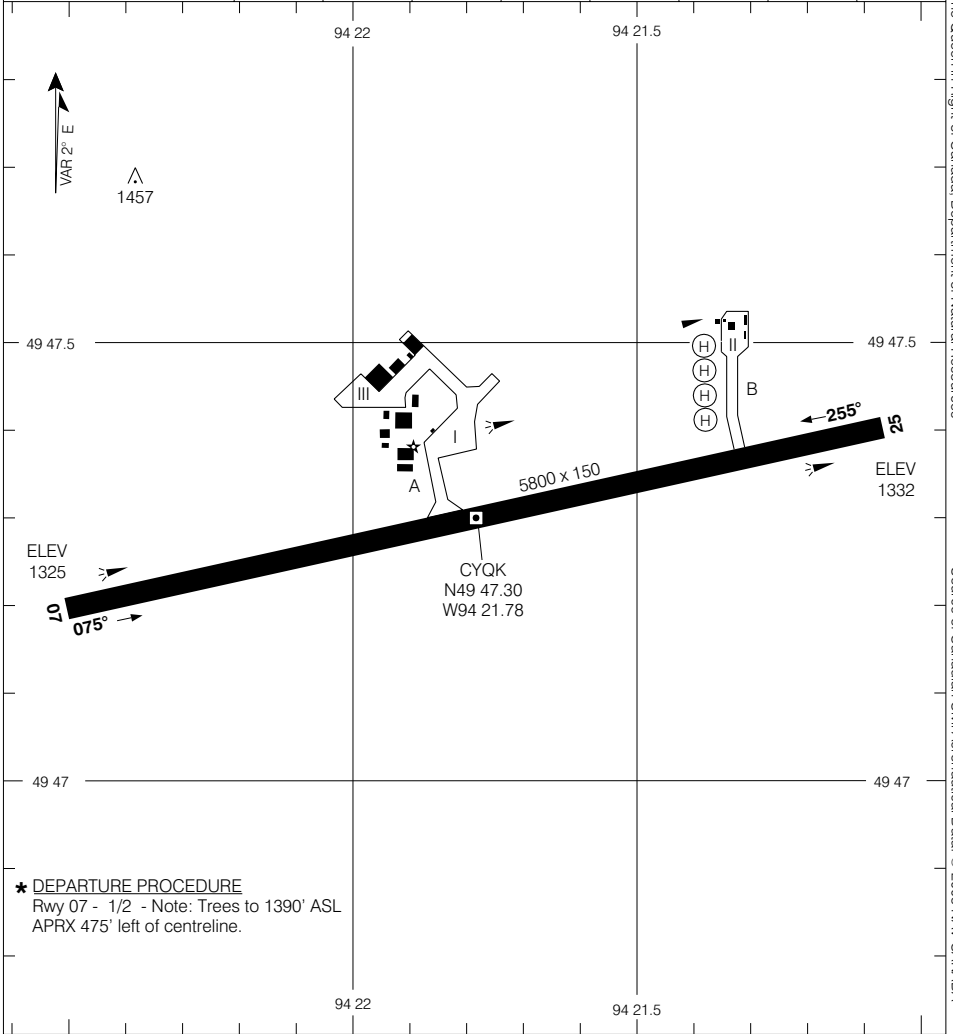 94 22
94 21.5
VAR 2° E
1457
49 47.5
49 47.5
H
H
H
H
II
B
III
I
A
255°
25
5800 x 150
ELEV
1332
ELEV
1325
07
075°
CYQK
N49 47.30
W94 21.78
49 47
49 47
* DEPARTURE PROCEDURE
Rwy 07 - 1/2 - Note: Trees to 1390' ASL
APRX 475' left of centreline.
94 22
94 21.5